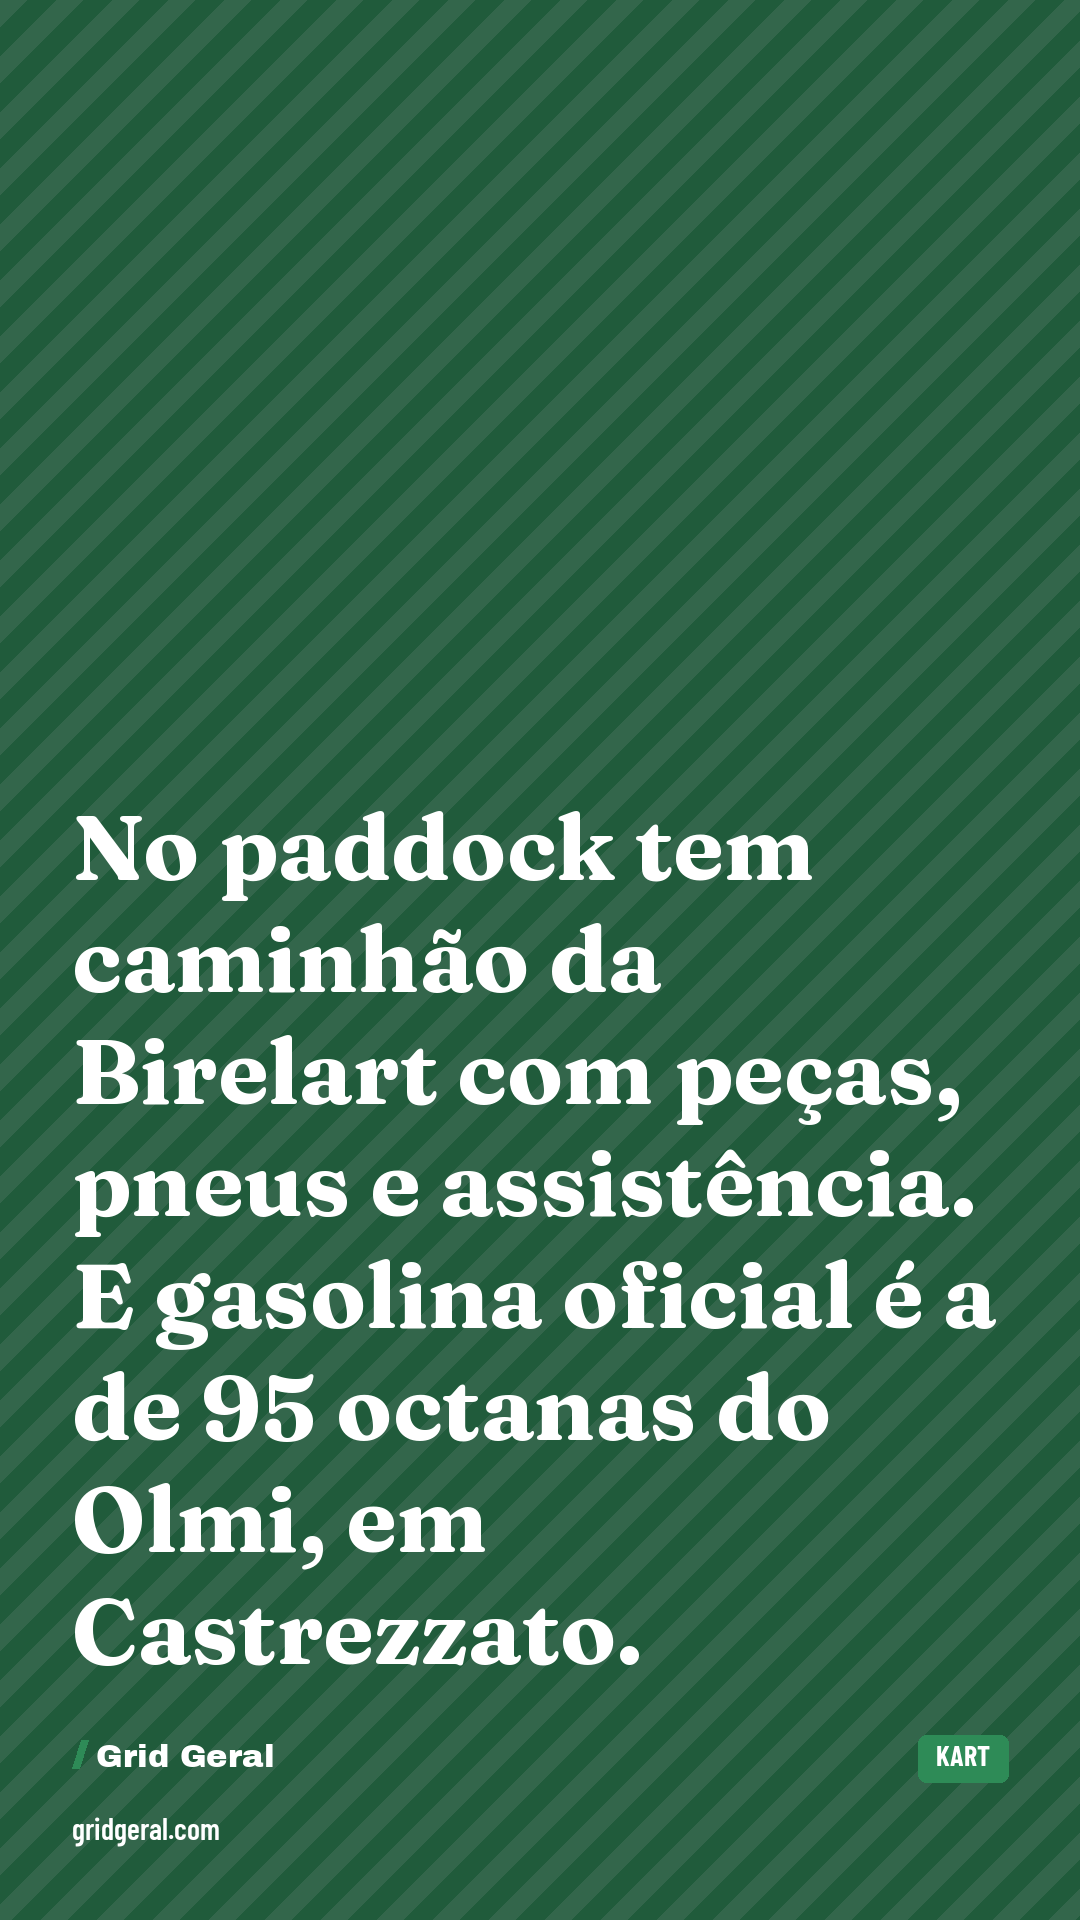 No paddock tem
caminhão da
Birelart com peças,
pneus e assistência.
E gasolina oficial é a
de 95 octanas do
Olmi, em
Castrezzato.
/ Grid Geral
KART
gridgeral.com